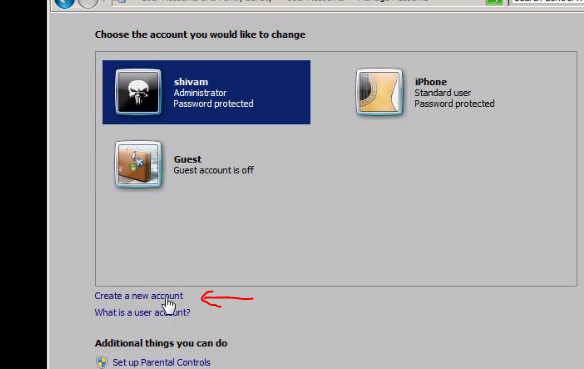 Choose the account you would like to change
shivam
Administrator
Password protected
iPhone
Standard user
Password protected
Guest
Guest account is off
Create a new account
What is a user account?
Additional things you can do
Set up Parental Controls